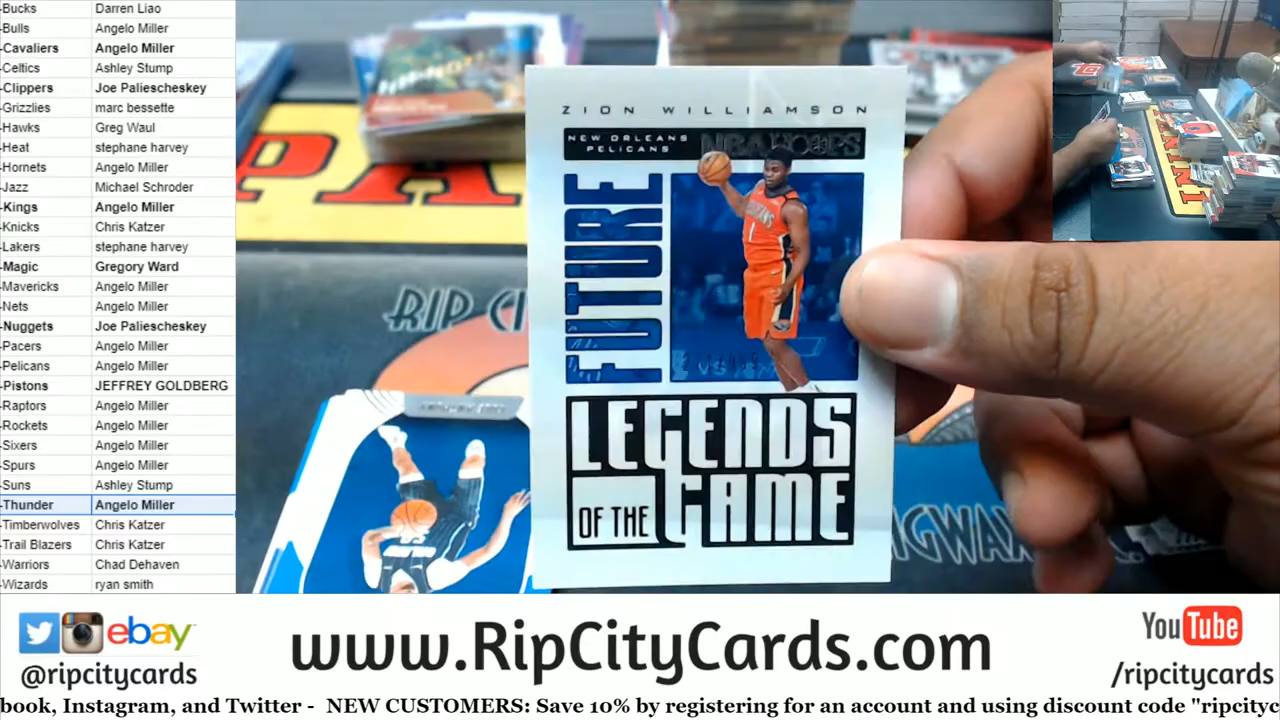 -Bucks Darren Liao
-Bulls Angelo Miller
-Cavaliers Angelo Miller
-Celtics Ashley Stump
-Clippers Joe Paliescheskey
-Grizzlies marc bessette
-Hawks Greg Waul
-Heat stephane harvey
-Hornets Angelo Miller
-Jazz Michael Schroder
-Kings Angelo Miller
-Knicks Chris Katzer
-Lakers stephane harvey
-Magic Gregory Ward
-Mavericks Angelo Miller
-Nets Angelo Miller
-Nuggets Joe Paliescheskey
-Pacers Angelo Miller
-Pelicans Angelo Miller
-Pistons JEFFREY GOLDBERG
-Raptors Angelo Miller
-Rockets Angelo Miller
-Sixers Angelo Miller
-Spurs Angelo Miller
-Suns Ashley Stump
-Thunder Angelo Miller
-Timberwolves Chris Katzer
-Trail Blazers Chris Katzer
-Warriors Chad Dehaven
-Wizards ryan smith
PA
RIP CI
ZION WILLIAMSON
NEW ORLEANS
PELICANS
NBA HOOPS
FUTURE
1
LEGENDS
OF THE GAME
IGWAX
ebay
@ripcitycards
www.RipCityCards.com
YouTube
/ripcitycards
book, Instagram, and Twitter - NEW CUSTOMERS: Save 10% by registering for an account and using discount code "ripcityc